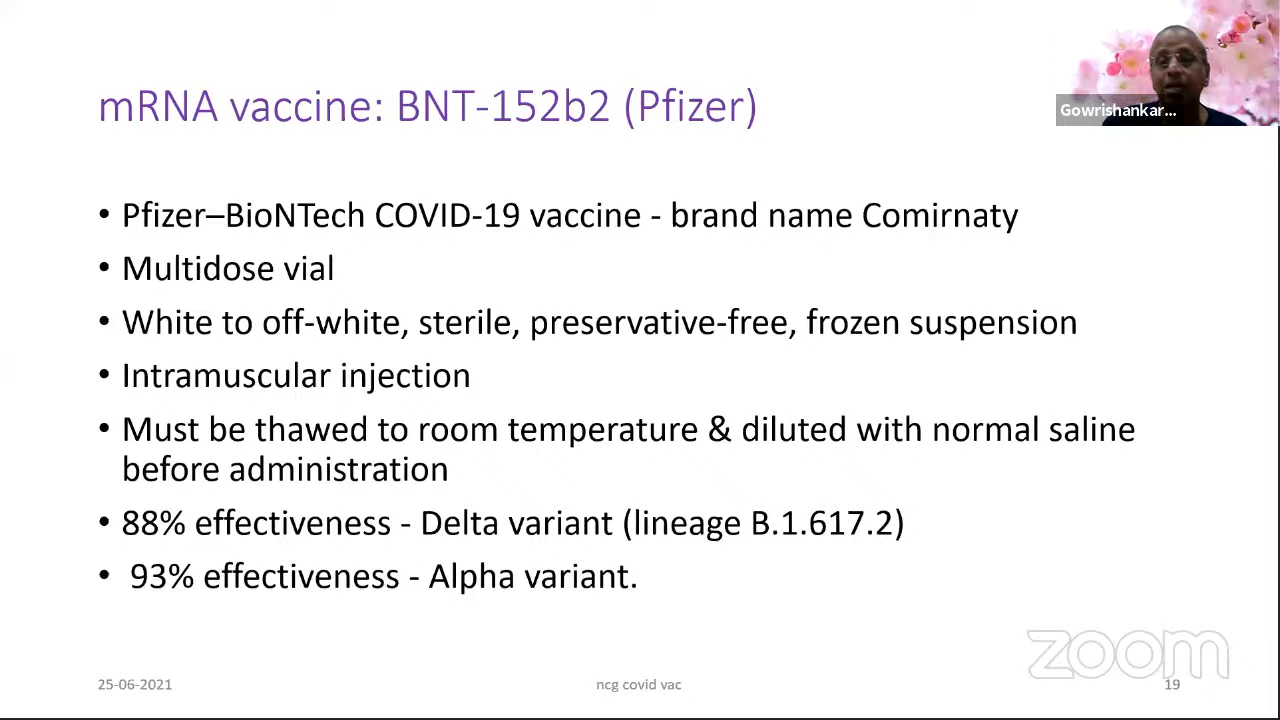 mRNA vaccine: BNT-152b2 (Pfizer)
Gowrishankar...
• Pfizer–BioNTech COVID-19 vaccine - brand name Comirnaty
• Multidose vial
• White to off-white, sterile, preservative-free, frozen suspension
• Intramuscular injection
• Must be thawed to room temperature & diluted with normal saline
before administration
• 88% effectiveness - Delta variant (lineage B.1.617.2)
• 93% effectiveness - Alpha variant.
zoom
25-06-2021
ncg covid vac
19